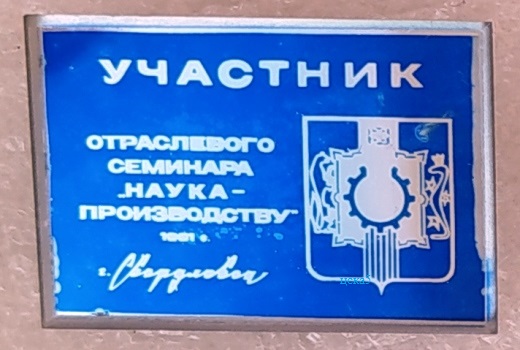 УЧАСТНИК
ОТРАСЛЕВОГО
СЕМИНАРА
„НАУКА–
ПРОИЗВОДСТВУ"
1981 г.
г. Свердловск